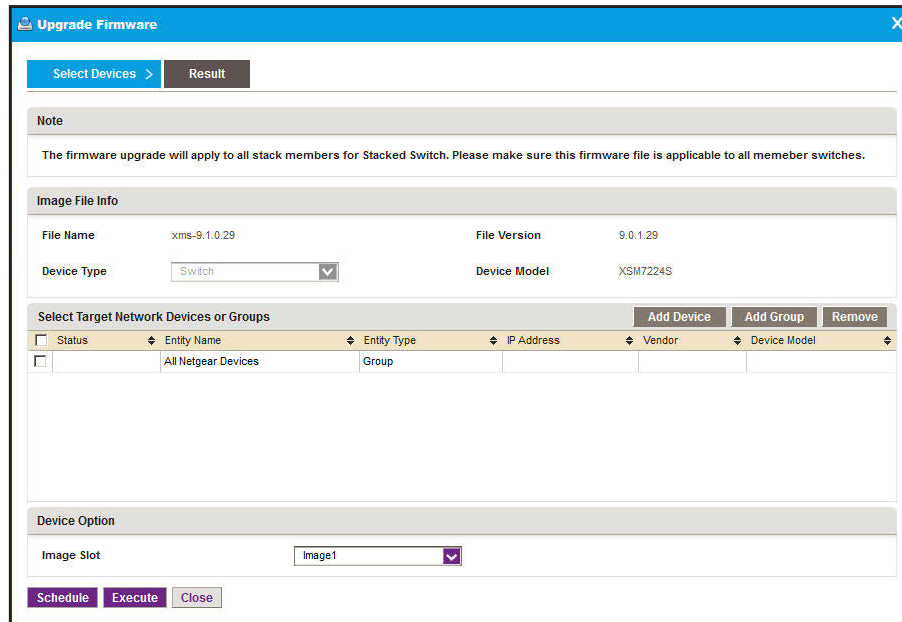 Upgrade Firmware
X
Select Devices >
Result
Note
The firmware upgrade will apply to all stack members for Stacked Switch. Please make sure this firmware file is applicable to all memeber switches.
Image File Info
File Name xms-9.1.0.29 File Version 9.0.1.29
Device Type Switch Device Model XSM7224S
Select Target Network Devices or Groups Add Device Add Group Remove
Status Entity Name Entity Type IP Address Vendor Device Model
All Netgear Devices Group
Device Option
Image Slot Image1
Schedule Execute Close